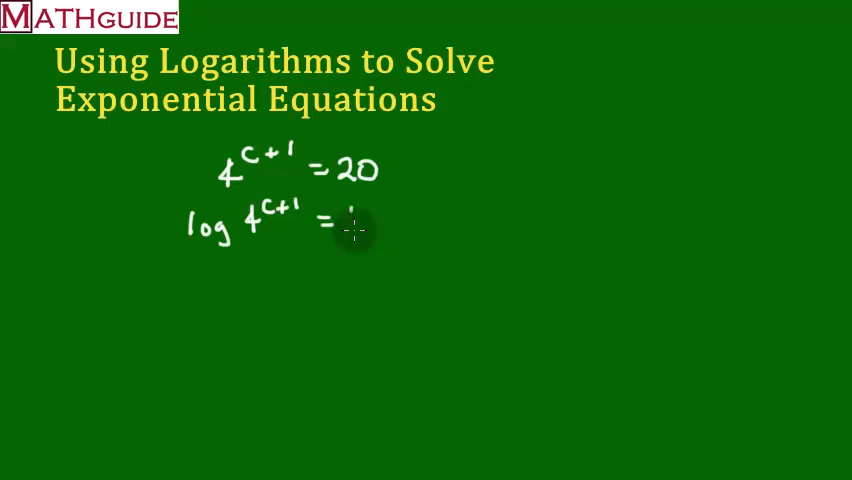 MATHGUIDE
Using Logarithms to Solve
Exponential Equations
4^{c+1} = 20
log 4^{c+1} =